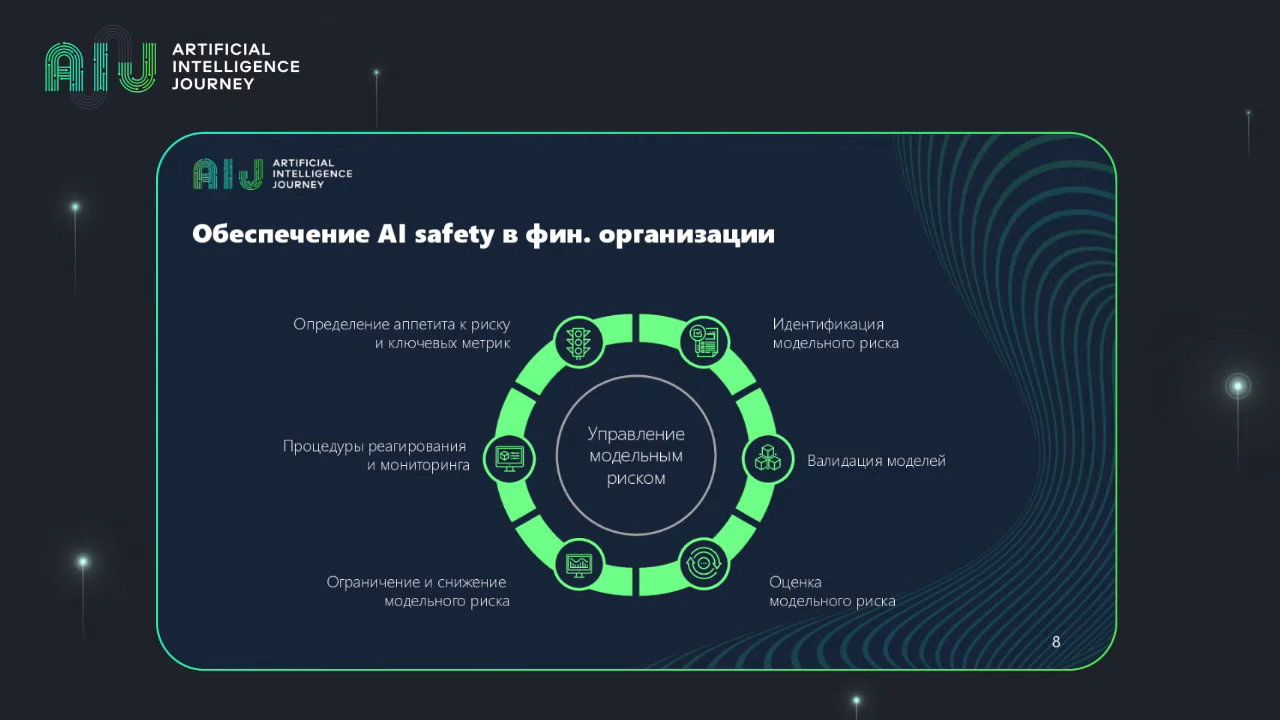 ARTIFICIAL
INTELLIGENCE
JOURNEY
ARTIFICIAL
INTELLIGENCE
JOURNEY
Обеспечение AI safety в фин. организации
Определение аппетита к риску
и ключевых метрик
Идентификация
модельного риска
Процедуры реагирования
и мониторинга
Управление
модельным
риском
Валидация моделей
Ограничение и снижение
модельного риска
Оценка
модельного риска
8